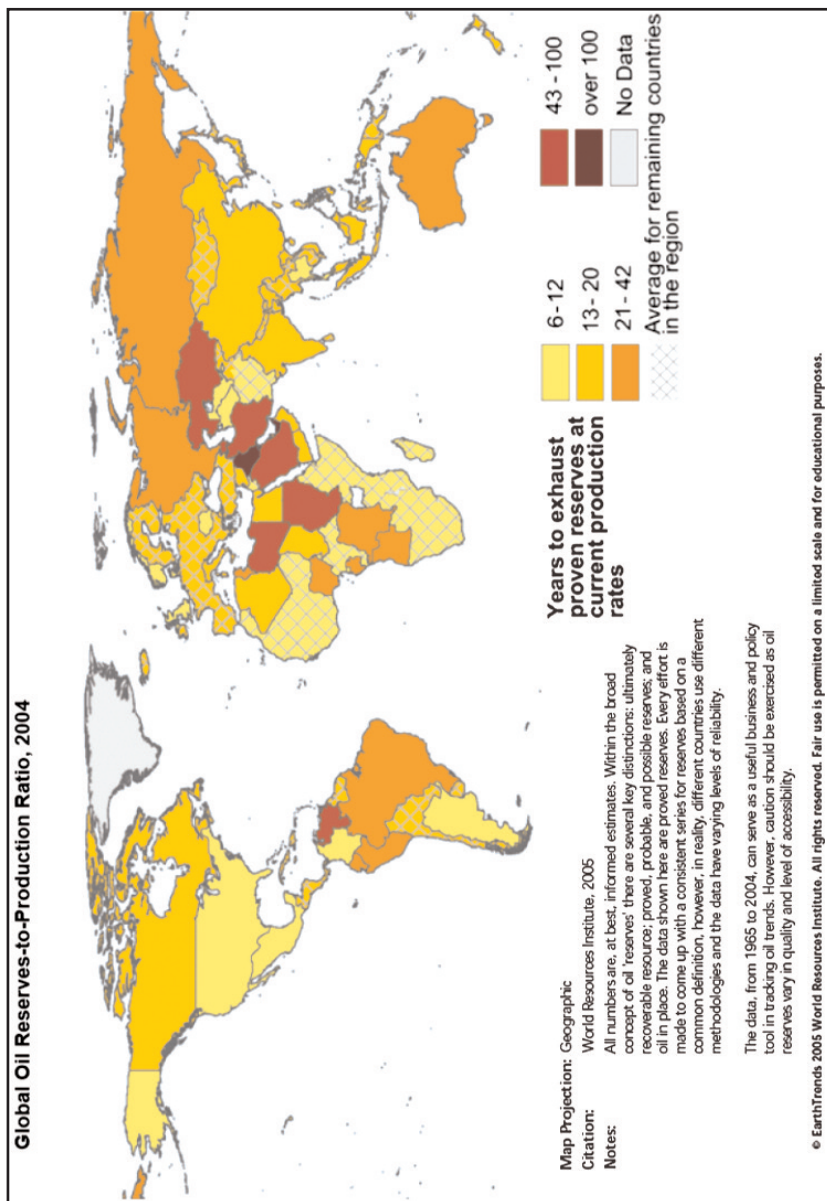 Global Oil Reserves-to-Production Ratio, 2004
Map Projection: Geographic
Citation: World Resources Institute, 2005
Notes: All numbers are, at best, informed estimates. Within the broad
concept of oil 'reserves' there are several key distinctions: ultimately
recoverable resource; proved, probable, and possible reserves; and
oil in place. The data shown here are proved reserves. Every effort is
made to come up with a consistent series for reserves based on a
common definition, however, in reality, different countries use different
methodologies and the data have varying levels of reliability.
The data, from 1965 to 2004, can serve as a useful business and policy
tool in tracking oil trends. However, caution should be exercised as oil
reserves vary in quality and level of accessibility.
Years to exhaust
proven reserves at
current production
rates
6-12
13-20
21-42
43-100
over 100
No Data
Average for remaining countries
in the region
© EarthTrends 2005 World Resources Institute. All rights reserved. Fair use is permitted on a limited scale and for educational purposes.